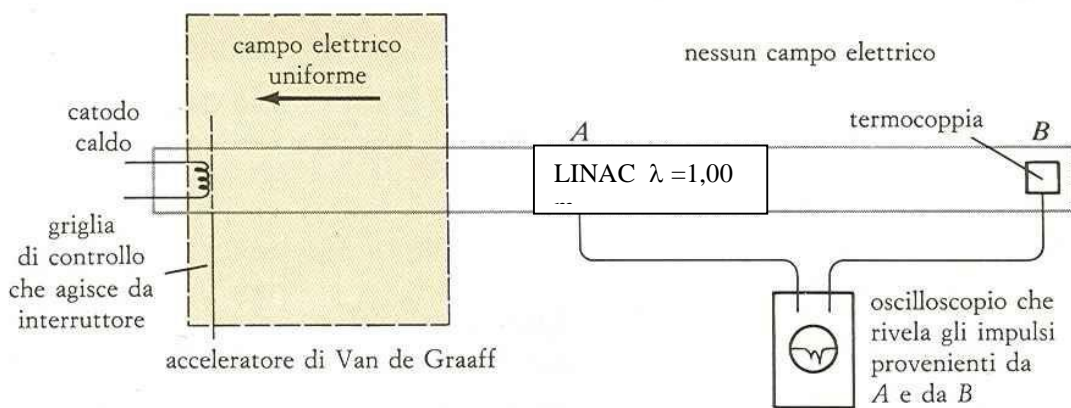 campo elettrico
uniforme
nessun campo elettrico
catodo
caldo
A
termocoppia
B
LINAC λ =1,00
griglia
di controllo
che agisce da
interruttore
acceleratore di Van de Graaff
oscilloscopio che
rivela gli impulsi
provenienti da
A e da B